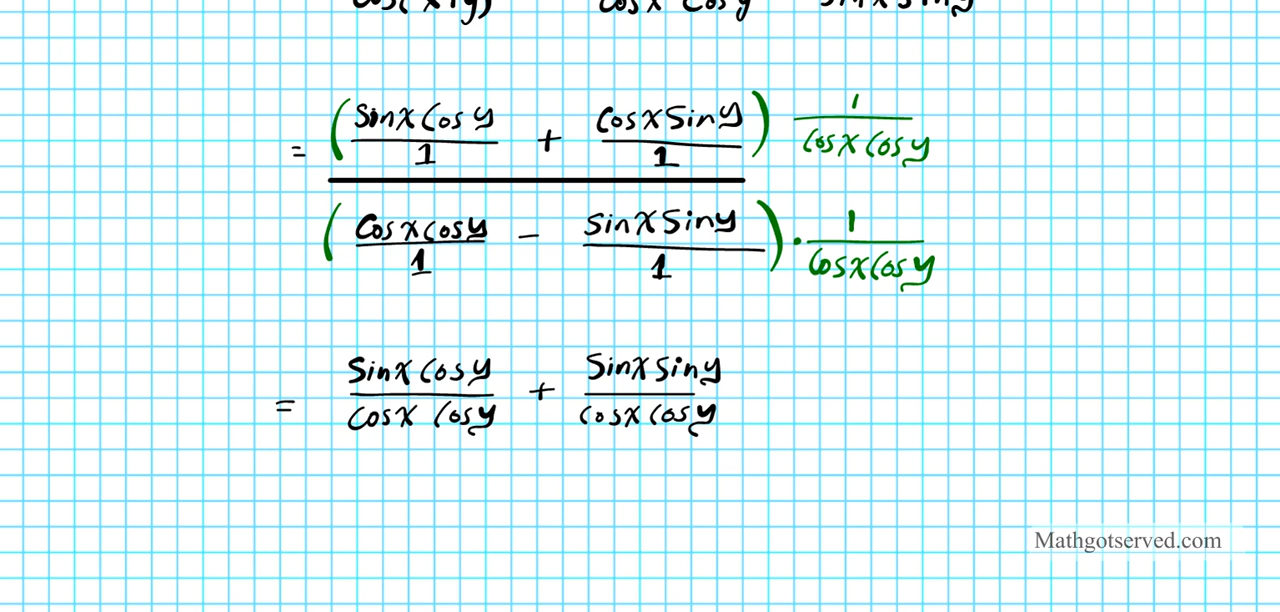 = (sinx cosy/1 + cosx siny/1) 1/cosx cosy
(cosx cosy/1 - sinx siny/1) · 1/cosx cosy
= sinx cosy/cosx cosy + sinx siny/cosx cosy
Mathgotserved.com